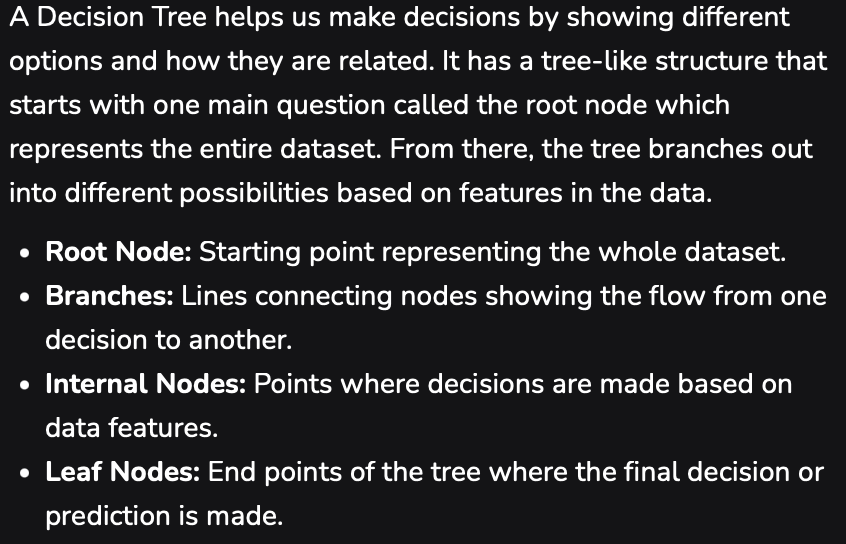 A Decision Tree helps us make decisions by showing different
options and how they are related. It has a tree-like structure that
starts with one main question called the root node which
represents the entire dataset. From there, the tree branches out
into different possibilities based on features in the data.
• Root Node: Starting point representing the whole dataset.
• Branches: Lines connecting nodes showing the flow from one
decision to another.
• Internal Nodes: Points where decisions are made based on
data features.
• Leaf Nodes: End points of the tree where the final decision or
prediction is made.